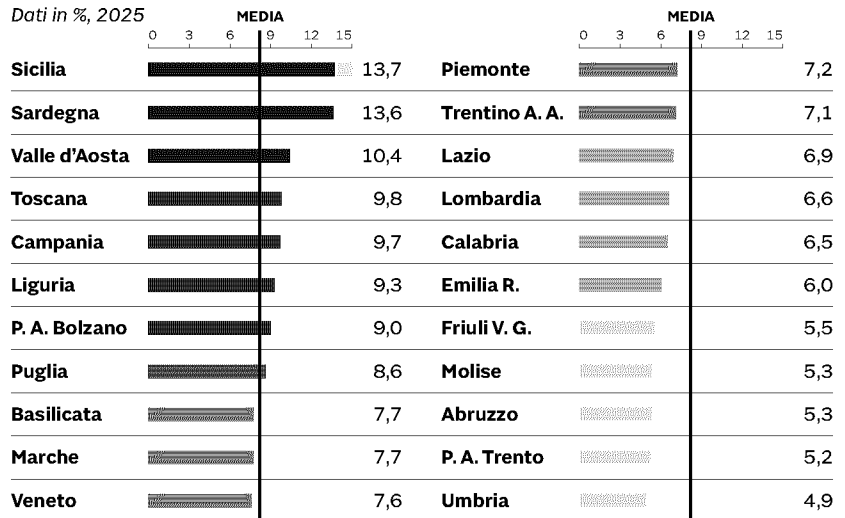 Dati in %, 2025
MEDIA
0 3 6 9 12 15
Sicilia 13,7
Sardegna 13,6
Valle d’Aosta 10,4
Toscana 9,8
Campania 9,7
Liguria 9,3
P. A. Bolzano 9,0
Puglia 8,6
Basilicata 7,7
Marche 7,7
Veneto 7,6
MEDIA
0 3 6 9 12 15
Piemonte 7,2
Trentino A. A. 7,1
Lazio 6,9
Lombardia 6,6
Calabria 6,5
Emilia R. 6,0
Friuli V. G. 5,5
Molise 5,3
Abruzzo 5,3
P. A. Trento 5,2
Umbria 4,9